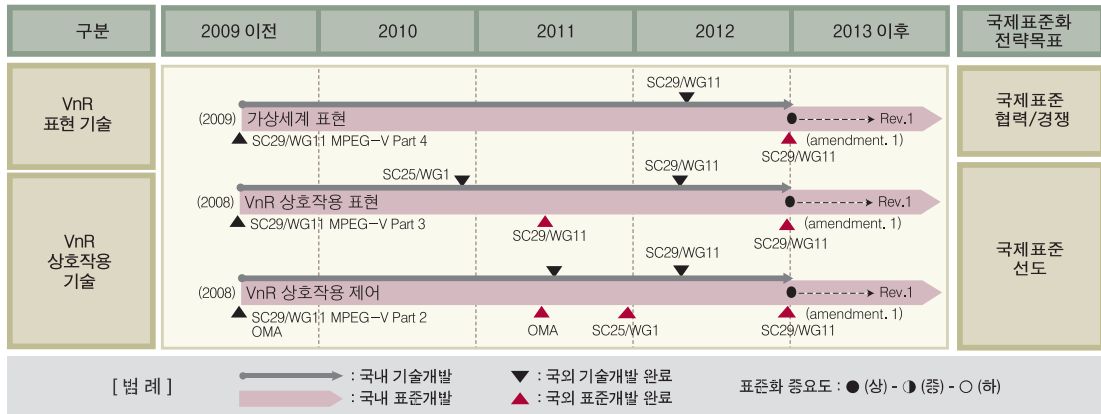 구분
2009 이전
2010
2011
2012
2013 이후
국제표준화
전략목표
VnR
표현 기술
SC29/WG11
(2009)
가상세계 표현
Rev.1
SC29/WG11 MPEG-V Part 4
(amendment. 1)
SC29/WG11
국제표준
협력/경쟁
VnR
상호작용
기술
SC25/WG1
SC29/WG11
(2008)
VnR 상호작용 표현
Rev.1
SC29/WG11 MPEG-V Part 3
SC29/WG11
(amendment. 1)
SC29/WG11
SC29/WG11
(2008)
VnR 상호작용 제어
Rev.1
SC29/WG11 MPEG-V Part 2
OMA
OMA
SC25/WG1
(amendment. 1)
SC29/WG11
국제표준
선도
[ 범 례 ]
: 국내 기술개발
: 국내 표준개발
: 국외 기술개발 완료
: 국외 표준개발 완료
표준화 중요도 : ● (상) - ◑ (중) - ○ (하)